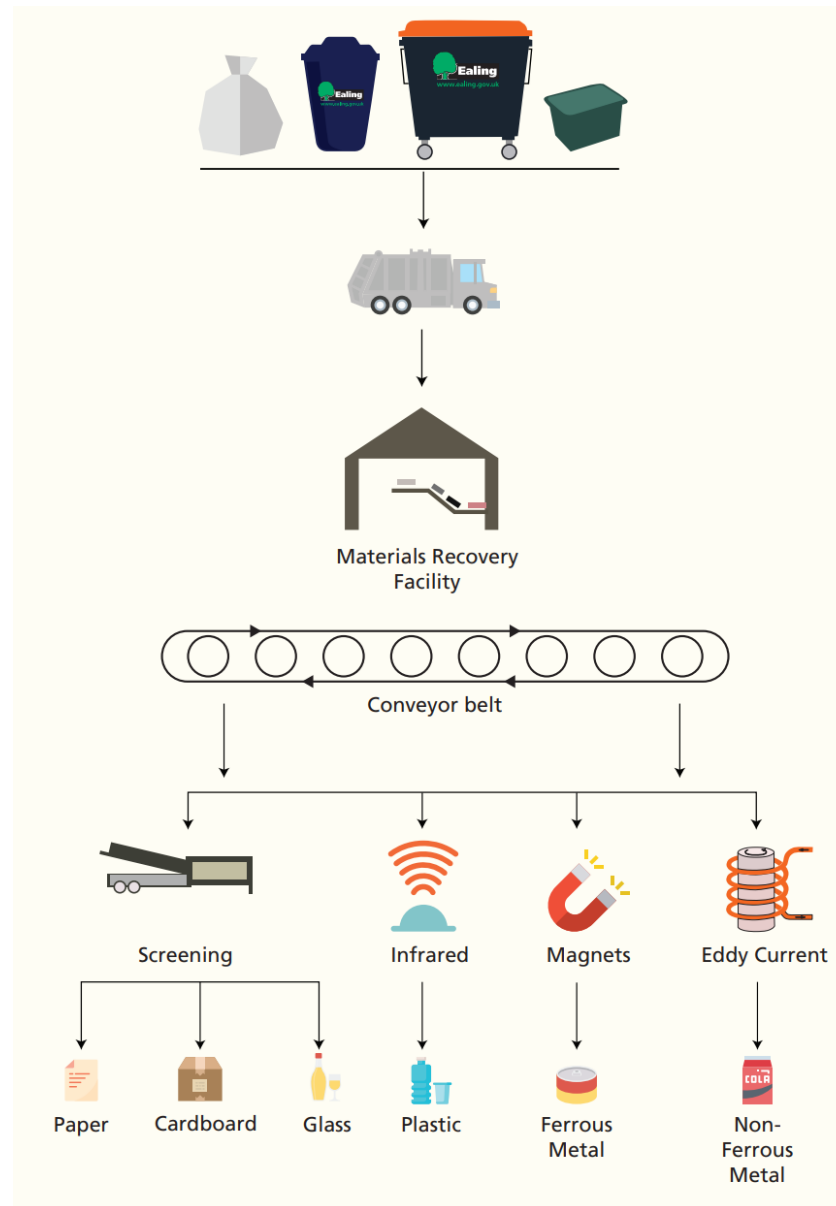 Ealing
www.ealing.gov.uk
Ealing
www.ealing.gov.uk
Materials Recovery
Facility
Conveyor belt
Screening
Infrared
Magnets
Eddy Current
COLA
Paper
Cardboard
Glass
Plastic
Ferrous
Metal
Non-
Ferrous
Metal